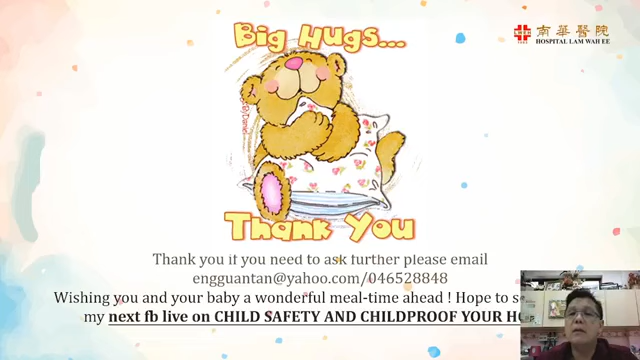 Big Hugs...
南華醫院
HOSPITAL LAM WAH EE
Thank You
Thank you if you need to ask further please email
engguantan@yahoo.com/046528848
Wishing you and your baby a wonderful meal-time ahead ! Hope to
my next fb live on CHILD SAFETY AND CHILDPROOF YOUR